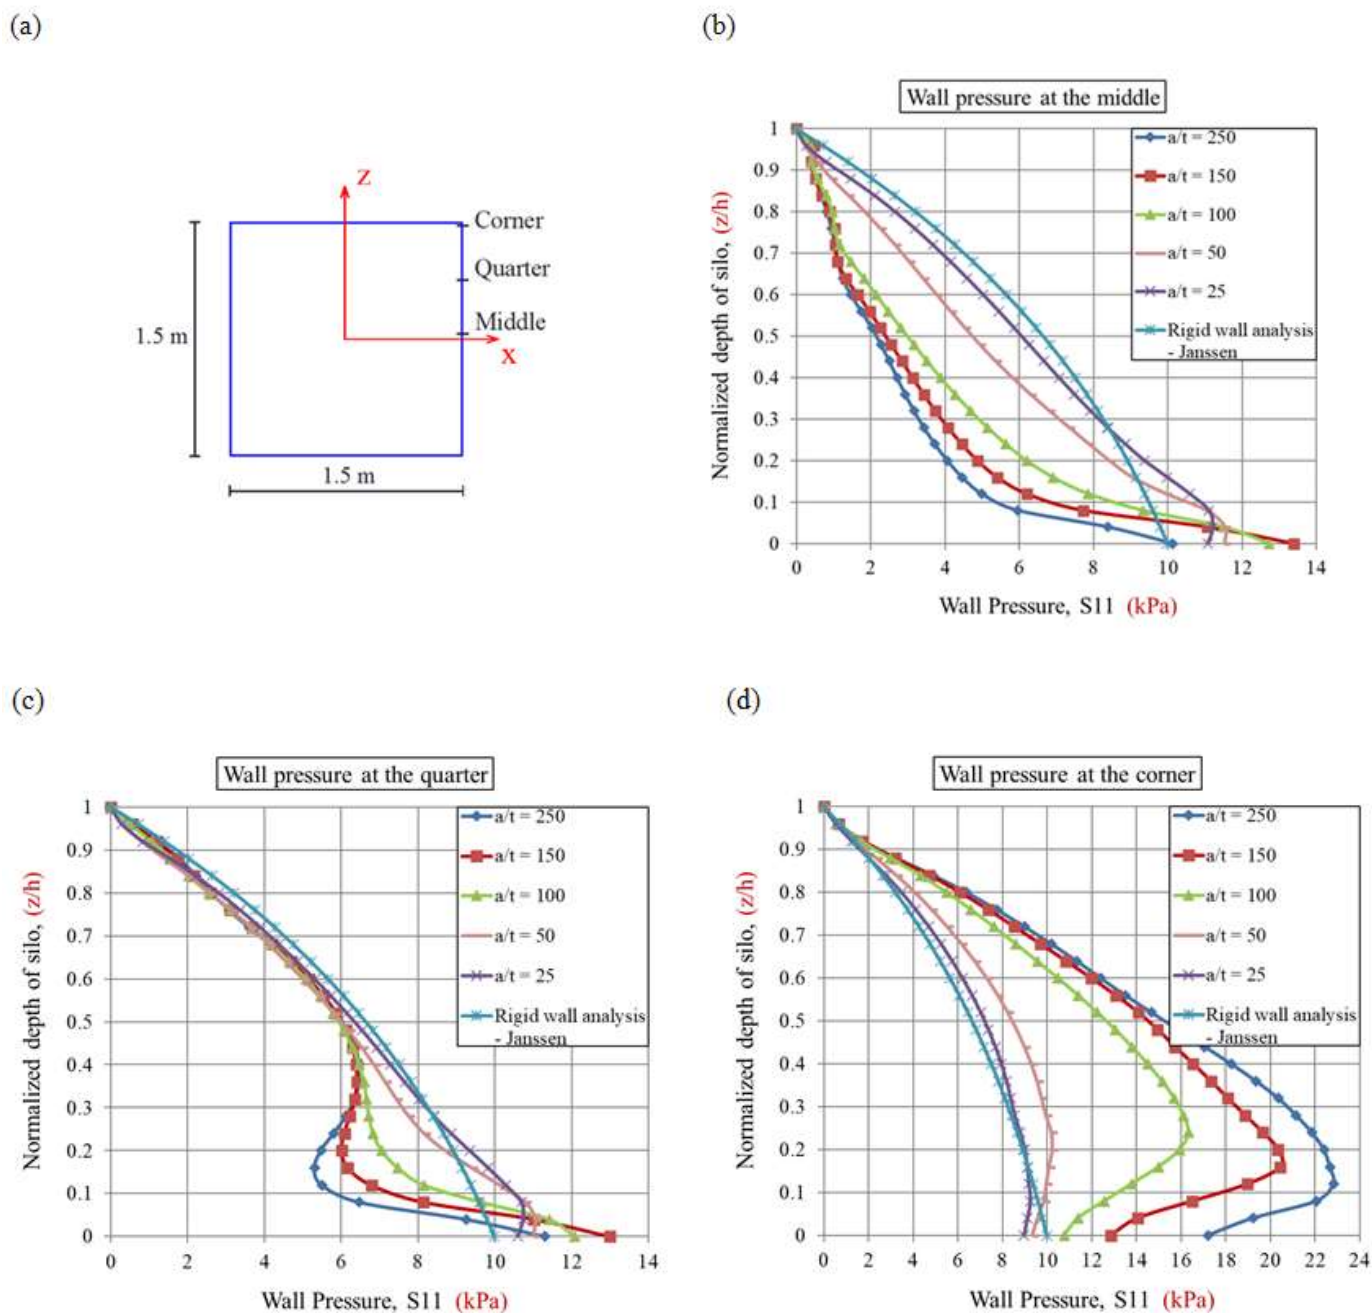 (a)
Z
Corner
Quarter
Middle
X
1.5 m
1.5 m
(b)
Wall pressure at the middle
Normalized depth of silo, (z/h)
1
0.9
0.8
0.7
0.6
0.5
0.4
0.3
0.2
0.1
0
0 2 4 6 8 10 12 14
Wall Pressure, S11 (kPa)
a/t = 250
a/t = 150
a/t = 100
a/t = 50
a/t = 25
Rigid wall analysis
- Janssen
(c)
Wall pressure at the quarter
Normalized depth of silo, (z/h)
1
0.9
0.8
0.7
0.6
0.5
0.4
0.3
0.2
0.1
0
0 2 4 6 8 10 12 14
Wall Pressure, S11 (kPa)
a/t = 250
a/t = 150
a/t = 100
a/t = 50
a/t = 25
Rigid wall analysis
- Janssen
(d)
Wall pressure at the corner
Normalized depth of silo, (z/h)
1
0.9
0.8
0.7
0.6
0.5
0.4
0.3
0.2
0.1
0
0 2 4 6 8 10 12 14 16 18 20 22 24
Wall Pressure, S11 (kPa)
a/t = 250
a/t = 150
a/t = 100
a/t = 50
a/t = 25
Rigid wall analysis
- Janssen